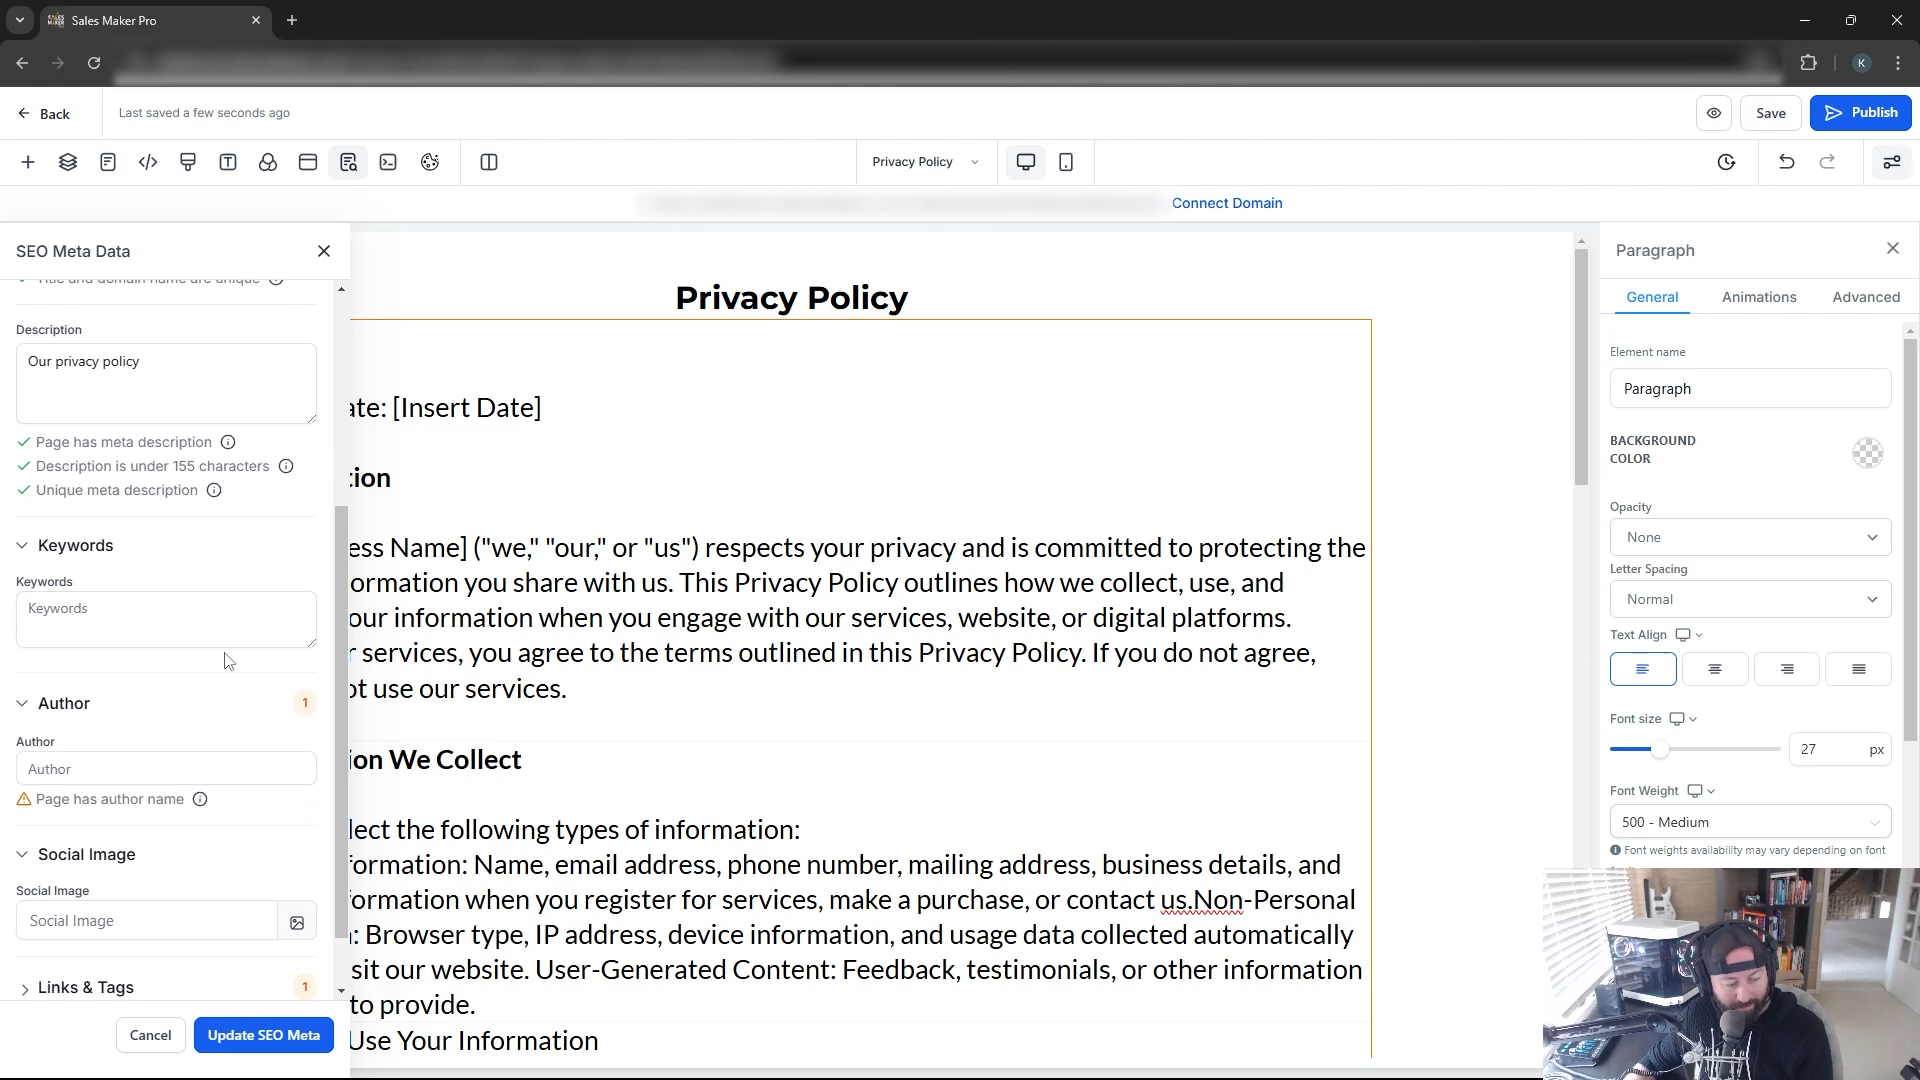 Sales Maker Pro
K
Back
Last saved a few seconds ago
Save
Publish
Privacy Policy
Connect Domain
SEO Meta Data
Title and domain name are unique
Description
Our privacy policy
Page has meta description
Description is under 155 characters
Unique meta description
Keywords
Keywords
Keywords
Author
1
Author
Author
Page has author name
Social Image
Social Image
Social Image
Links & Tags
1
Cancel
Update SEO Meta
Privacy Policy
ate: [Insert Date]
tion
ess Name] ("we," "our," or "us") respects your privacy and is committed to protecting the
ormation you share with us. This Privacy Policy outlines how we collect, use, and
our information when you engage with our services, website, or digital platforms.
r services, you agree to the terms outlined in this Privacy Policy. If you do not agree,
ot use our services.
ion We Collect
lect the following types of information:
formation: Name, email address, phone number, mailing address, business details, and
formation when you register for services, make a purchase, or contact us.Non-Personal
: Browser type, IP address, device information, and usage data collected automatically
sit our website. User-Generated Content: Feedback, testimonials, or other information
to provide.
Use Your Information
Paragraph
General
Animations
Advanced
Element name
Paragraph
BACKGROUND
COLOR
Opacity
None
Letter Spacing
Normal
Text Align
Font size
27
px
Font Weight
500 - Medium
Font weights availability may vary depending on font